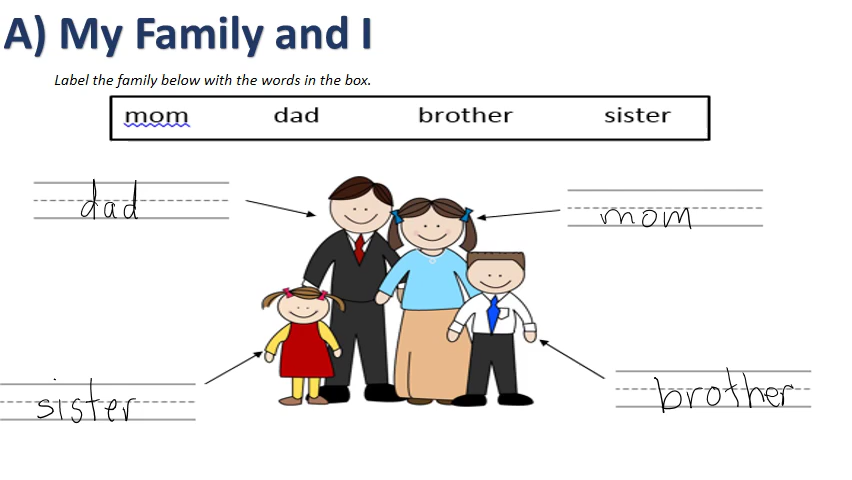 A) My Family and I
Label the family below with the words in the box.
mom dad brother sister
dad
mom
sister
brother